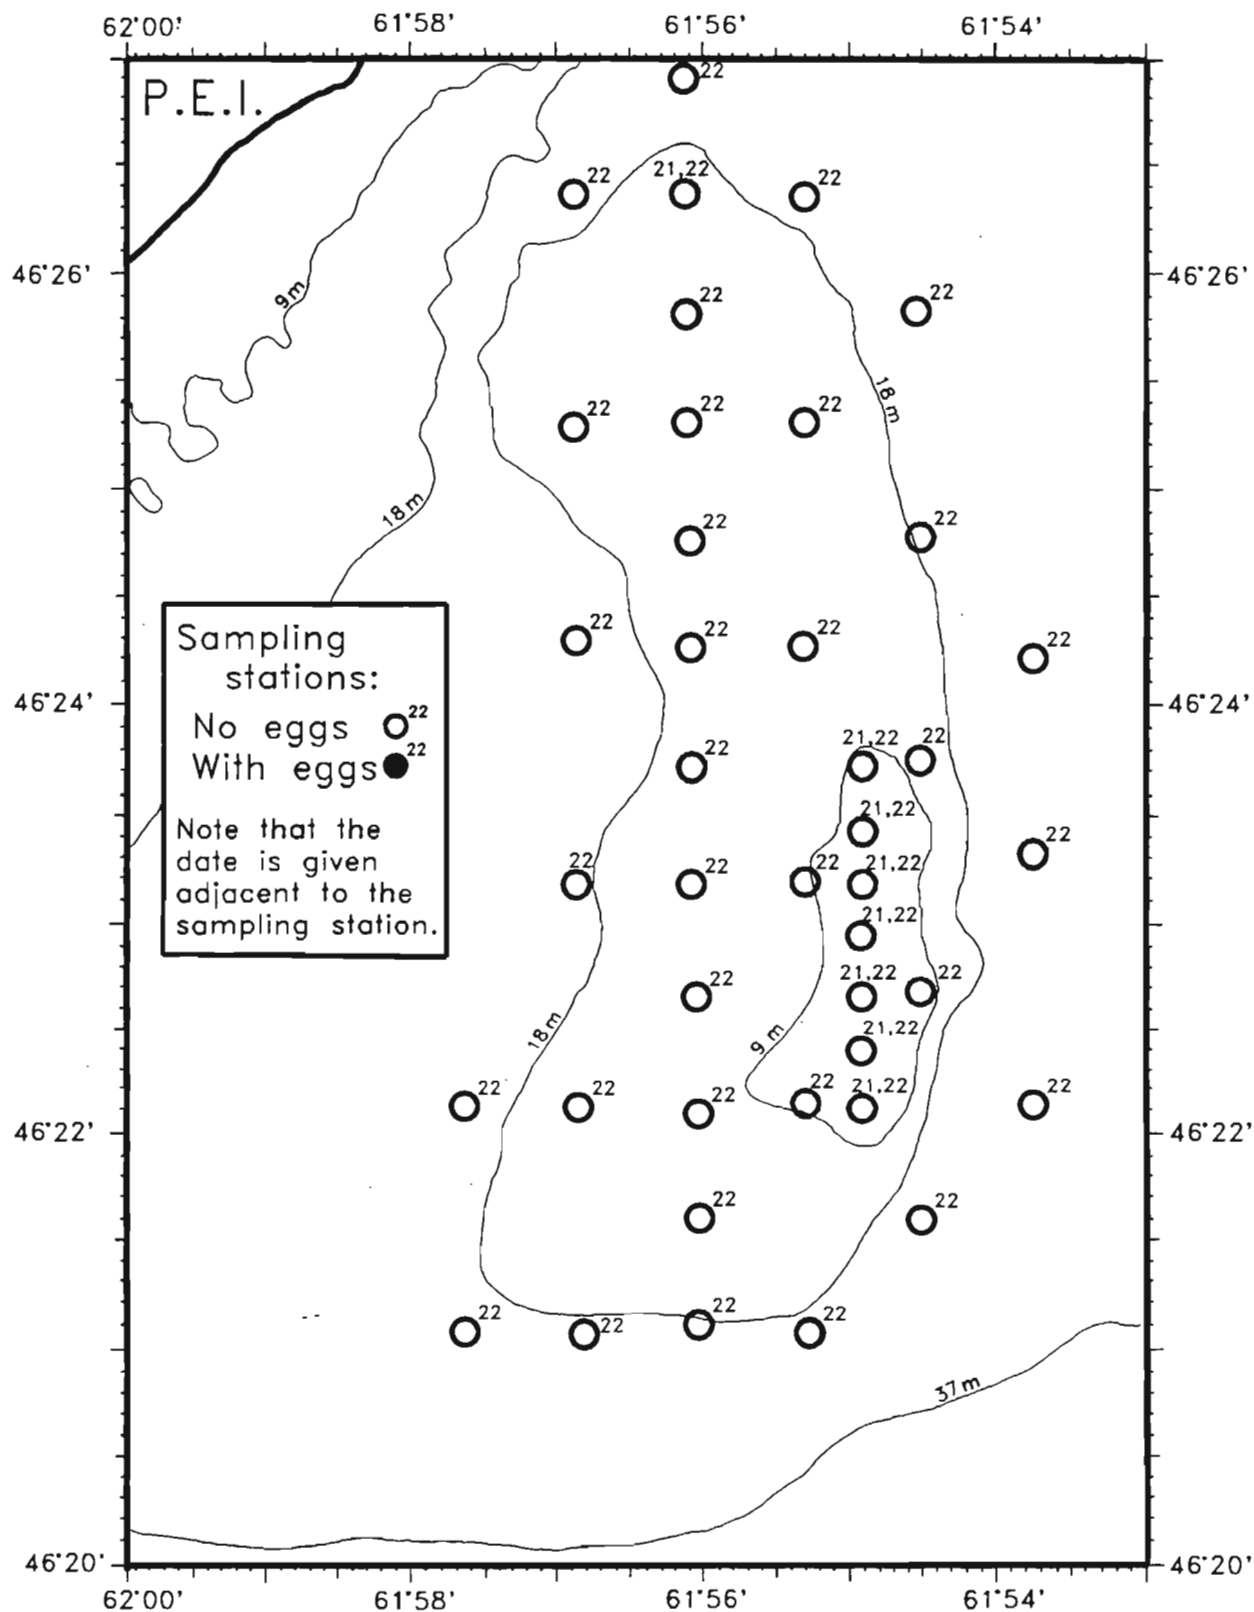 62°00' 61°58' 61°56' 61°54'
P.E.I.
22
22 21,22 22
46°26' 46°26'
9m
22 22
18 m
22 22 22
18 m
22 22
22 22 22 22
Sampling
stations:
46°24' 46°24'
No eggs 22
With eggs 22
22 21,22 22
Note that the
date is given
adjacent to the
sampling station.
21,22
22
22 22 22 21,22
21,22
22 21,22 22
18 m
9 m
21,22
22 22 22 22 21,22 22
46°22' 46°22'
22 22
22 22 22 22
37m
46°20' 46°20'
62°00' 61°58' 61°56' 61°54'